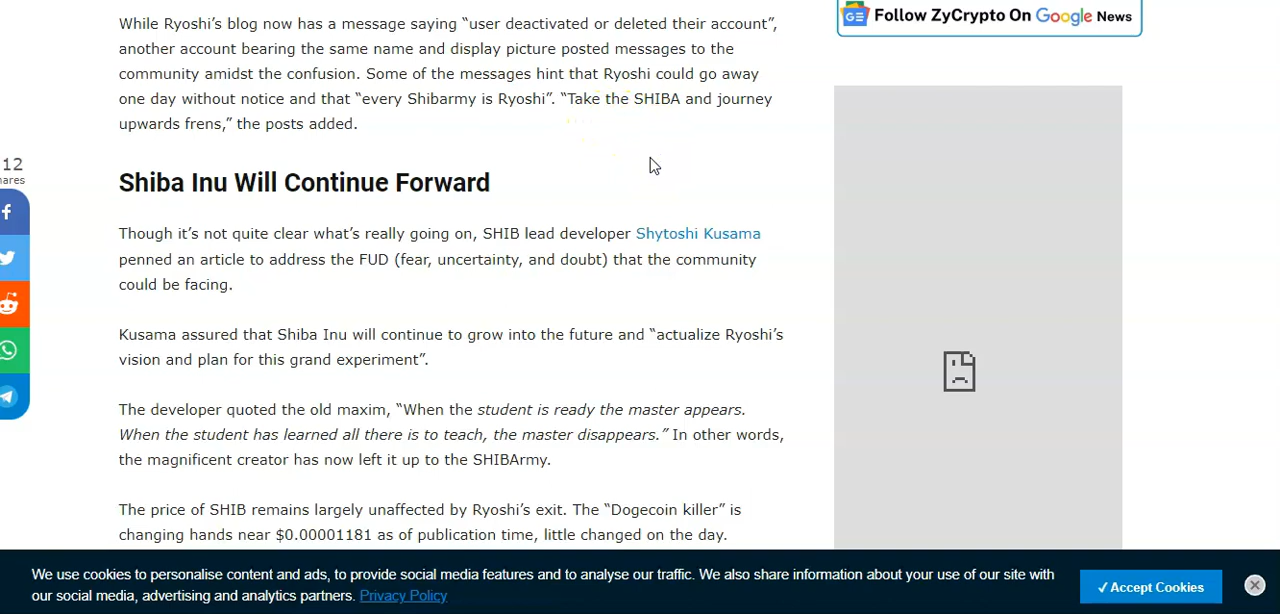 While Ryoshi’s blog now has a message saying “user deactivated or deleted their account”,
another account bearing the same name and display picture posted messages to the
community amidst the confusion. Some of the messages hint that Ryoshi could go away
one day without notice and that “every Shibarmy is Ryoshi”. “Take the SHIBA and journey
upwards frens,” the posts added.
Follow ZyCrypto On Google News
12
Shiba Inu Will Continue Forward
Though it’s not quite clear what’s really going on, SHIB lead developer Shytoshi Kusama
penned an article to address the FUD (fear, uncertainty, and doubt) that the community
could be facing.
Kusama assured that Shiba Inu will continue to grow into the future and “actualize Ryoshi’s
vision and plan for this grand experiment”.
The developer quoted the old maxim, “When the student is ready the master appears.
When the student has learned all there is to teach, the master disappears.” In other words,
the magnificent creator has now left it up to the SHIBArmy.
The price of SHIB remains largely unaffected by Ryoshi’s exit. The “Dogecoin killer” is
changing hands near $0.00001181 as of publication time, little changed on the day.
We use cookies to personalise content and ads, to provide social media features and to analyse our traffic. We also share information about your use of our site with
our social media, advertising and analytics partners. Privacy Policy
✓Accept Cookies